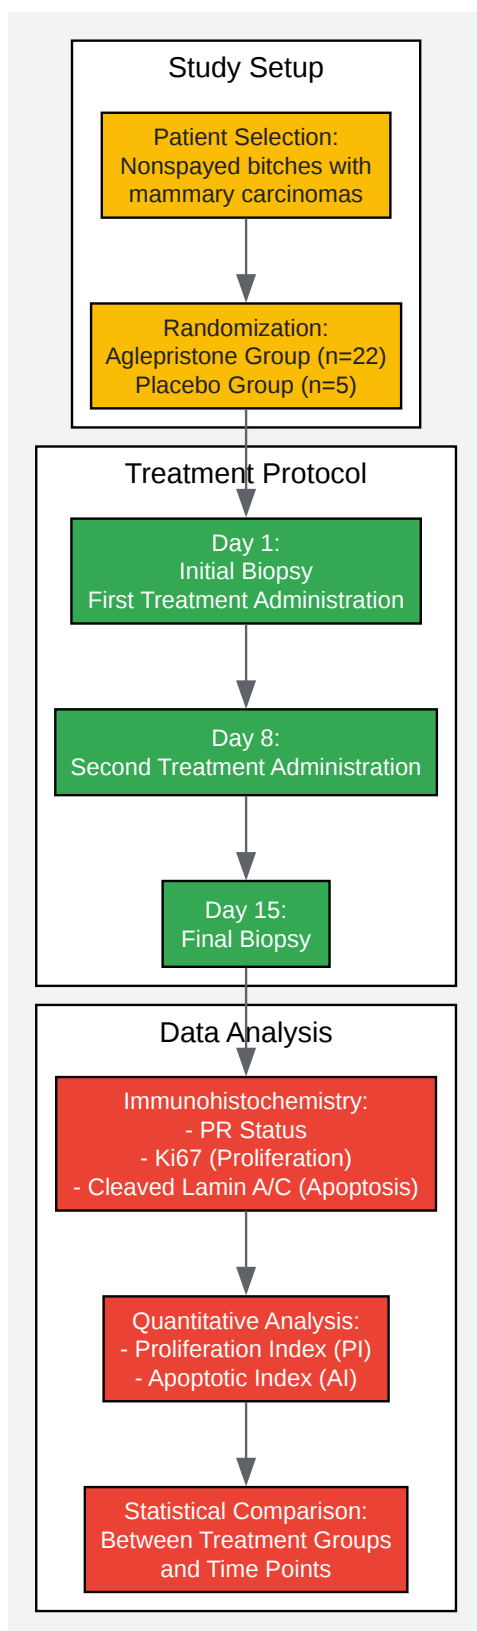 Study Setup
Patient Selection:
Nonspayed bitches with
mammary carcinomas
Randomization:
Aglepristone Group (n=22)
Placebo Group (n=5)
Treatment Protocol
Day 1:
Initial Biopsy
First Treatment Administration
Day 8:
Second Treatment Administration
Day 15:
Final Biopsy
Data Analysis
Immunohistochemistry:
- PR Status
- Ki67 (Proliferation)
- Cleaved Lamin A/C (Apoptosis)
Quantitative Analysis:
- Proliferation Index (PI)
- Apoptotic Index (AI)
Statistical Comparison:
Between Treatment Groups
and Time Points